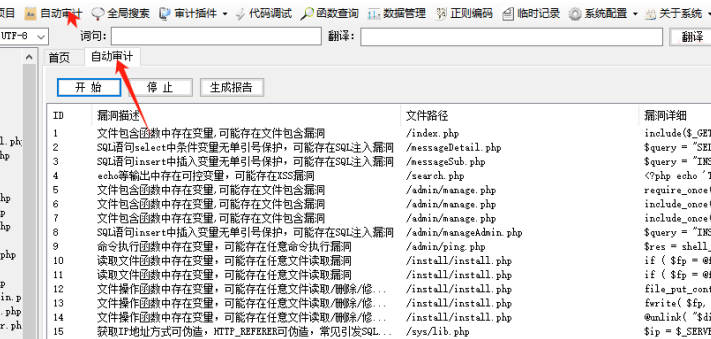 项目 自动审计 全局搜索 审计插件 代码调试 函数查询 数据管理 正则编码 临时记录 系统配置 关于系统
UTF-8 词句: 翻译: 翻译
首页 自动审计
开 始 停 止 生成报告
ID 漏洞描述 文件路径 漏洞详细
1 文件包含函数中存在变量,可能存在文件包含漏洞 /index.php include($_GET
2 SQL语句select中条件变量无单引号保护，可能存在SQL注入漏洞 /messageDetail.php $query = "SEL
3 SQL语句insert中插入变量无单引号保护，可能存在SQL注入漏洞 /messageSub.php $query = "INS
4 echo等输出中存在可控变量，可能存在XSS漏洞 /search.php <?php echo 'T
5 文件包含函数中存在变量,可能存在文件包含漏洞 /admin/manage.php require_once(
6 文件包含函数中存在变量,可能存在文件包含漏洞 /admin/manage.php include_once(
7 文件包含函数中存在变量,可能存在文件包含漏洞 /admin/manage.php include_once(
8 SQL语句insert中插入变量无单引号保护，可能存在SQL注入漏洞 /admin/manageAdmin.php $query = "INS
9 命令执行函数中存在变量，可能存在任意命令执行漏洞 /admin/ping.php $res = shell_
10 读取文件函数中存在变量，可能存在任意文件读取漏洞 /install/install.php if ( $fp = @f
11 读取文件函数中存在变量，可能存在任意文件读取漏洞 /install/install.php if ( $fp = @f
12 文件操作函数中存在变量，可能存在任意文件读取/删除/修... /install/install.php file_put_cont
13 文件操作函数中存在变量，可能存在任意文件读取/删除/修... /install/install.php fwrite( $fp,
14 文件操作函数中存在变量，可能存在任意文件读取/删除/修... /install/install.php @unlink( "$di
15 获取IP地址方式可伪造，HTTP_REFERER可伪造，常见引发SQL... /sys/lib.php $ip = $_SERVE